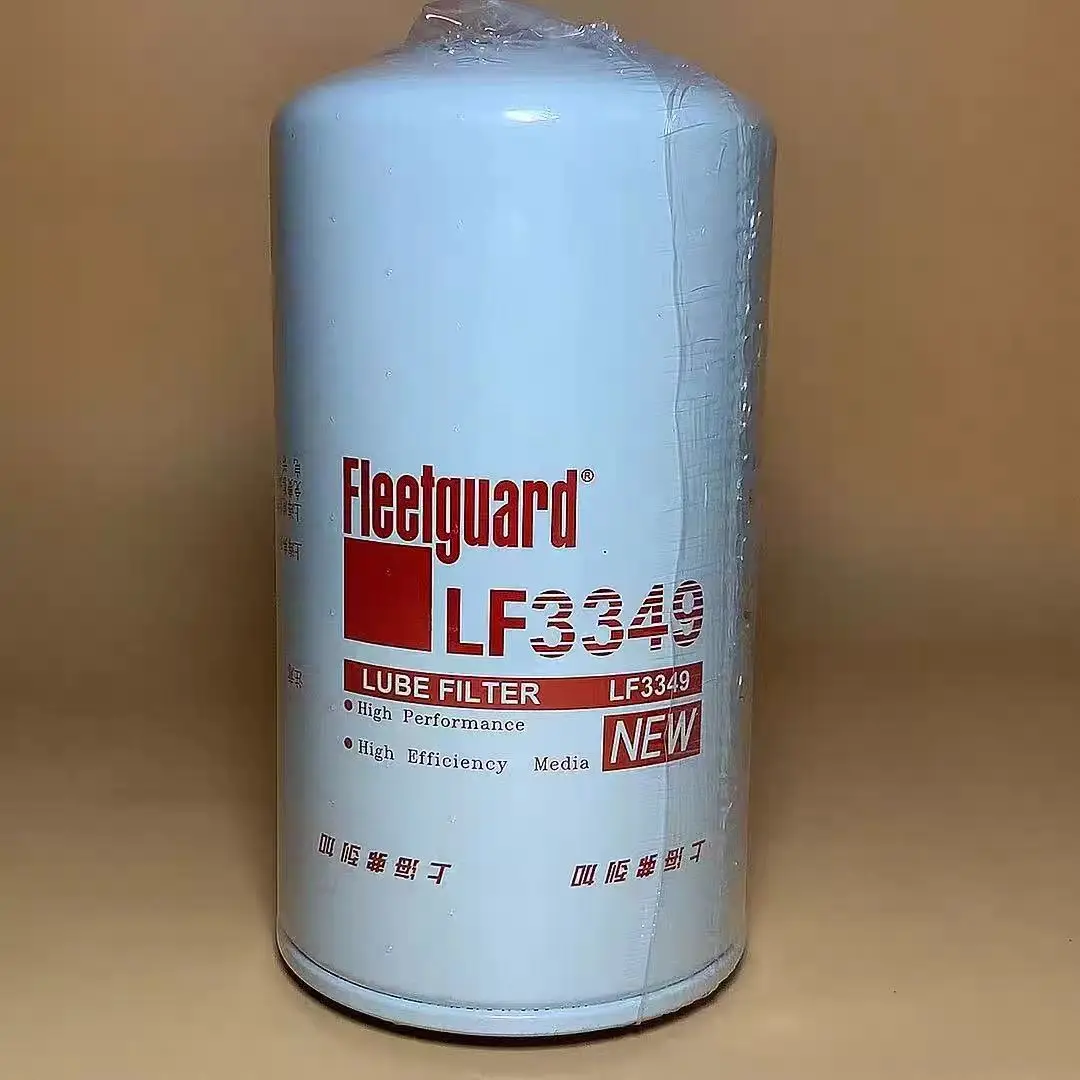 Fleetguard®
LF3349
LUBE FILTER LF3349
• High Performance
• High Efficiency Media
NEW
上海弗列加 上海弗列加